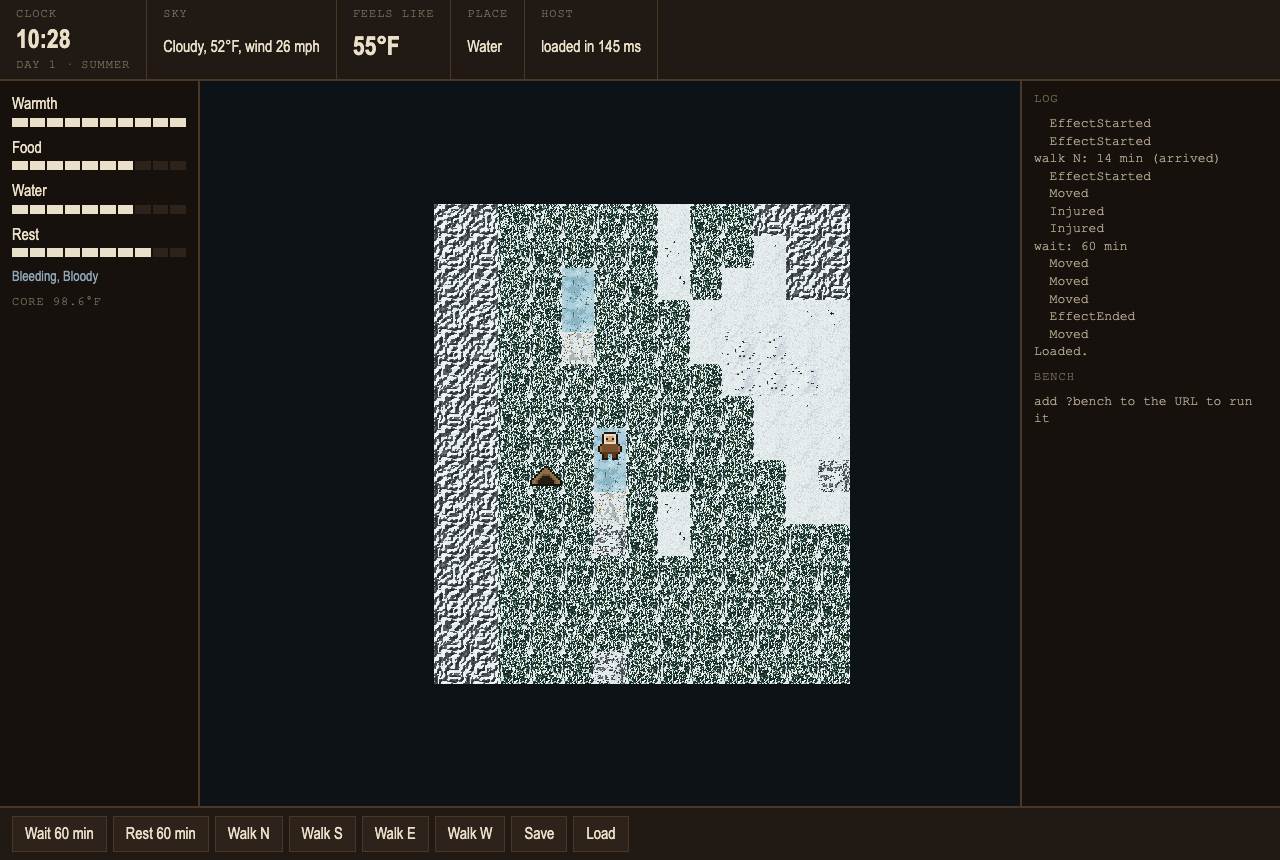 CLOCK
10:28
DAY 1 · SUMMER
SKY
Cloudy, 52°F, wind 26 mph
FEELS LIKE
55°F
PLACE
Water
HOST
loaded in 145 ms
Warmth
Food
Water
Rest
Bleeding, Bloody
CORE 98.6°F
LOG
EffectStarted
EffectStarted
walk N: 14 min (arrived)
EffectStarted
Moved
Injured
Injured
wait: 60 min
Moved
Moved
Moved
EffectEnded
Moved
Loaded.
BENCH
add ?bench to the URL to run
it
Wait 60 min
Rest 60 min
Walk N
Walk S
Walk E
Walk W
Save
Load